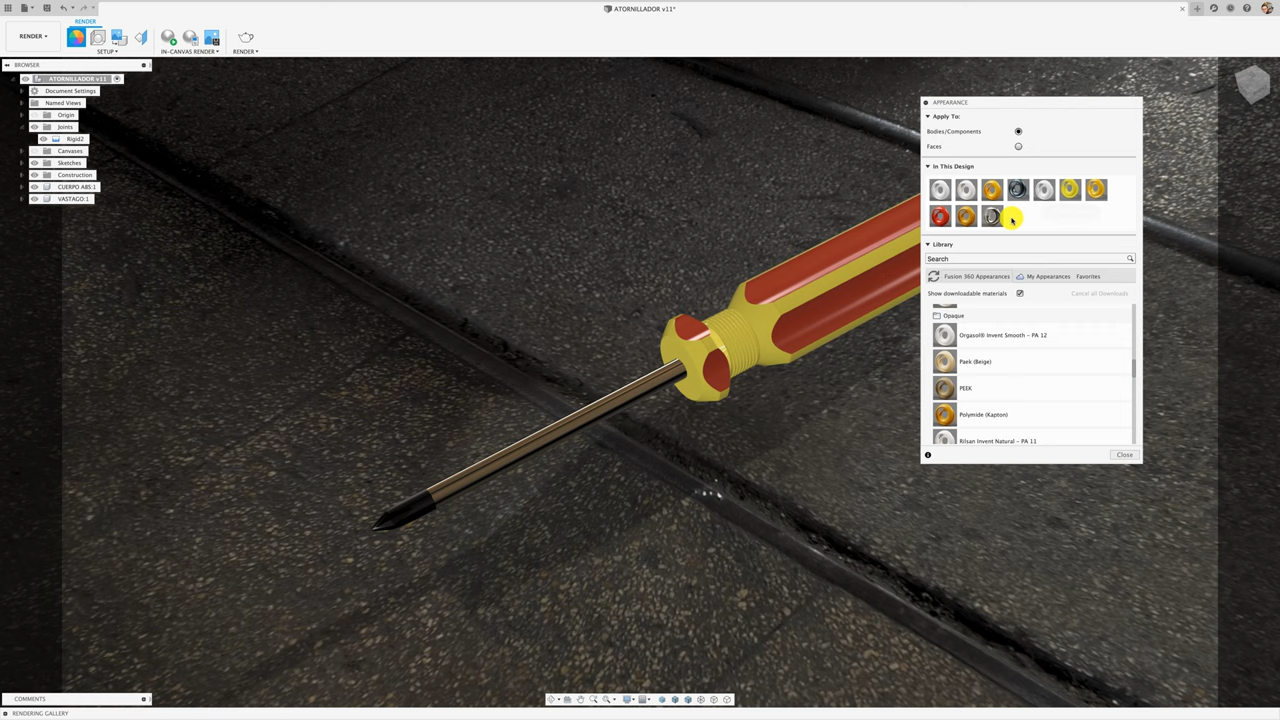 ATORNILLADOR v11*
RENDER
RENDER
SETUP
IN-CANVAS RENDER
RENDER
BROWSER
ATORNILLADOR v11
Document Settings
Named Views
Origin
Joints
Rigid2
Canvases
Sketches
Construction
CUERPO ABS:1
VASTAGO:1
APPEARANCE
Apply To:
Bodies/Components
Faces
In This Design
Library
Search
Fusion 360 Appearances My Appearances Favorites
Show downloadable materials Cancel all Downloads
Opaque
Orgasol® Invent Smooth - PA 12
Paek (Beige)
PEEK
Polymide (Kapton)
Rilsan Invent Natural - PA 11
Close
COMMENTS
RENDERING GALLERY